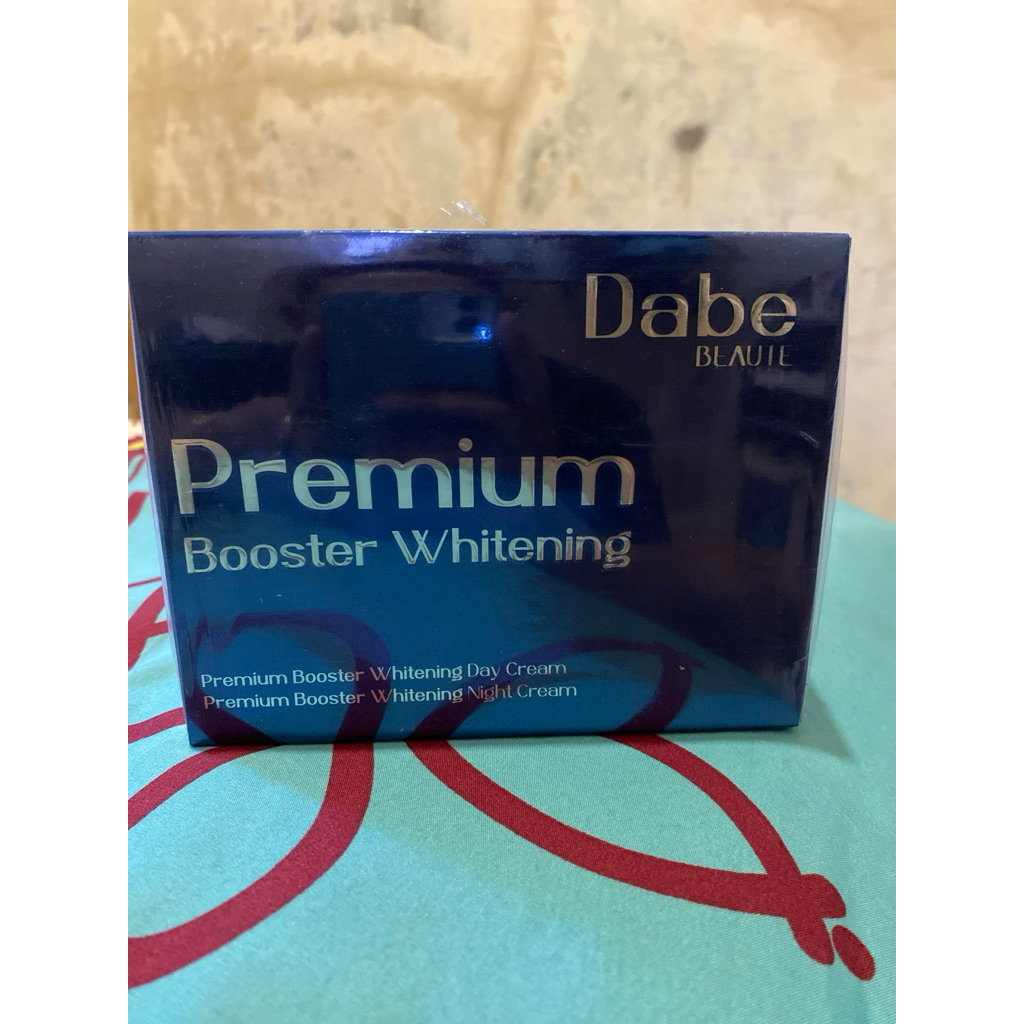 Dabe
BEAUTE
Premium
Booster Whitening
Premium Booster Whitening Day Cream
Premium Booster Whitening Night Cream